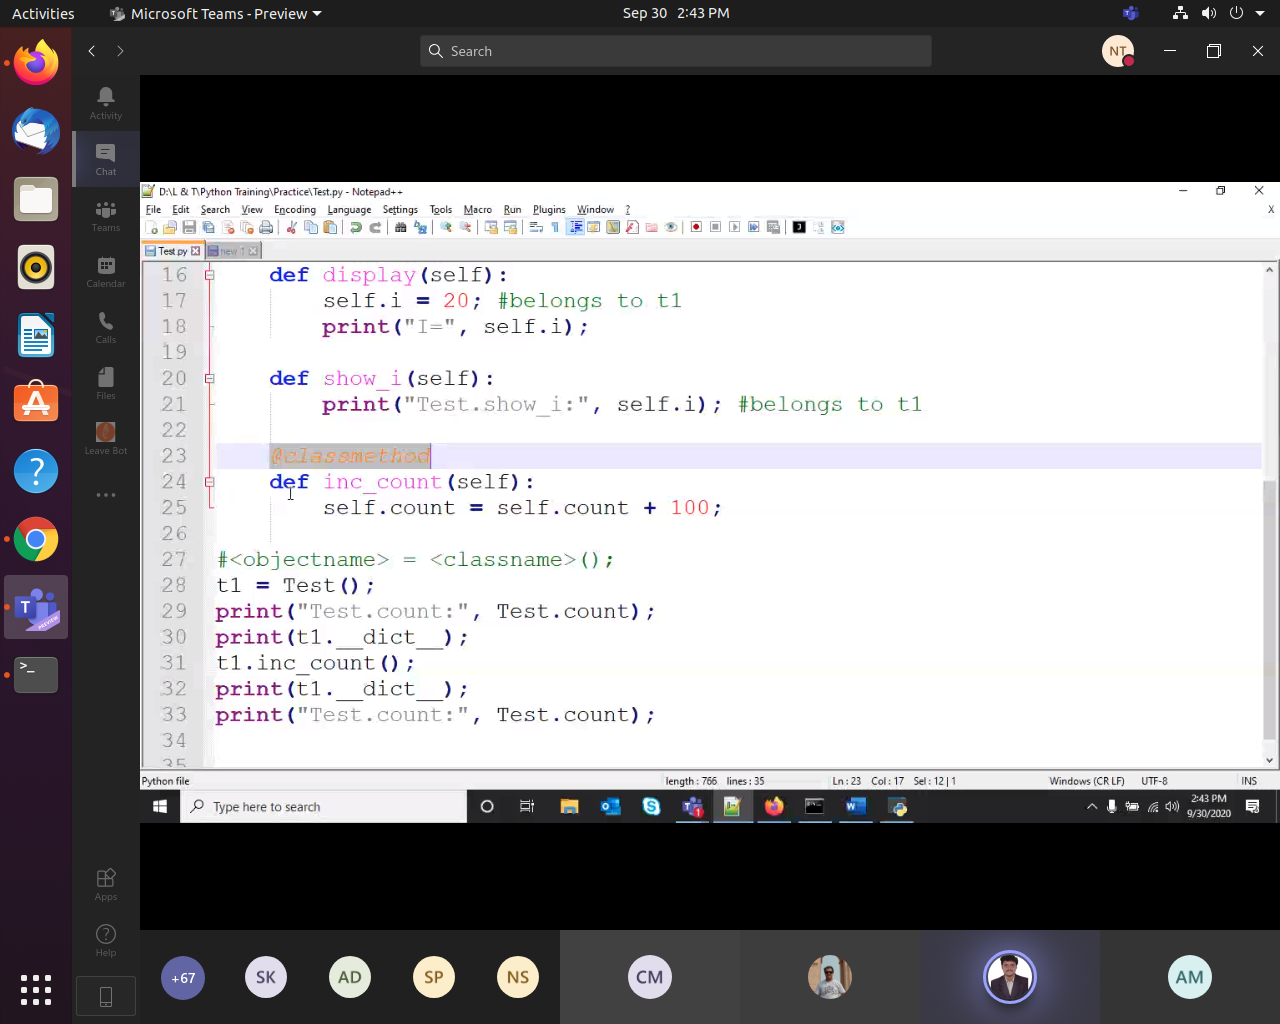 Activities
Microsoft Teams - Preview
Sep 30 2:43 PM
Search
NT
Activity
Chat
Teams
Calendar
Calls
Files
Leave Bot
Apps
Help
D:\L & T\Python Training\Practice\Test.py - Notepad++
File Edit Search View Encoding Language Settings Tools Macro Run Plugins Window ?
X
Test.py
new 1
16 def display(self):
17 self.i = 20; #belongs to t1
18 print("I=", self.i);
19
20 def show_i(self):
21 print("Test.show_i:", self.i); #belongs to t1
22
23 @classmethod
24 def inc_count(self):
25 self.count = self.count + 100;
26
27 #<objectname> = <classname>();
28 t1 = Test();
29 print("Test.count:", Test.count);
30 print(t1.__dict__);
31 t1.inc_count();
32 print(t1.__dict__);
33 print("Test.count:", Test.count);
34
35
Python file
length : 766 lines : 35
Ln : 23 Col : 17 Sel : 12 | 1
Windows (CR LF)
UTF-8
INS
Type here to search
2:43 PM
9/30/2020
+67
SK
AD
SP
NS
CM
AM